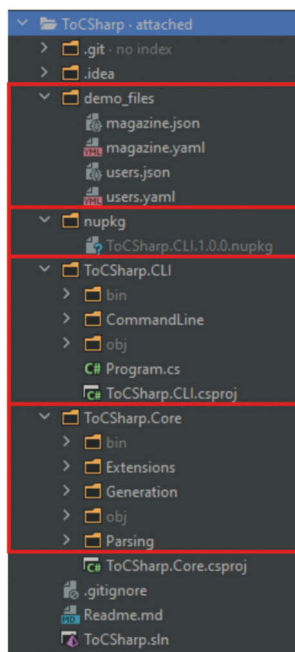 ToCSharp · attached
.git · no index
.idea
demo_files
magazine.json
magazine.yaml
users.json
users.yaml
nupkg
ToCSharp.CLI.1.0.0.nupkg
ToCSharp.CLI
bin
CommandLine
obj
C# Program.cs
C# ToCSharp.CLI.csproj
ToCSharp.Core
bin
Extensions
Generation
obj
Parsing
C# ToCSharp.Core.csproj
.gitignore
MD Readme.md
ToCSharp.sln